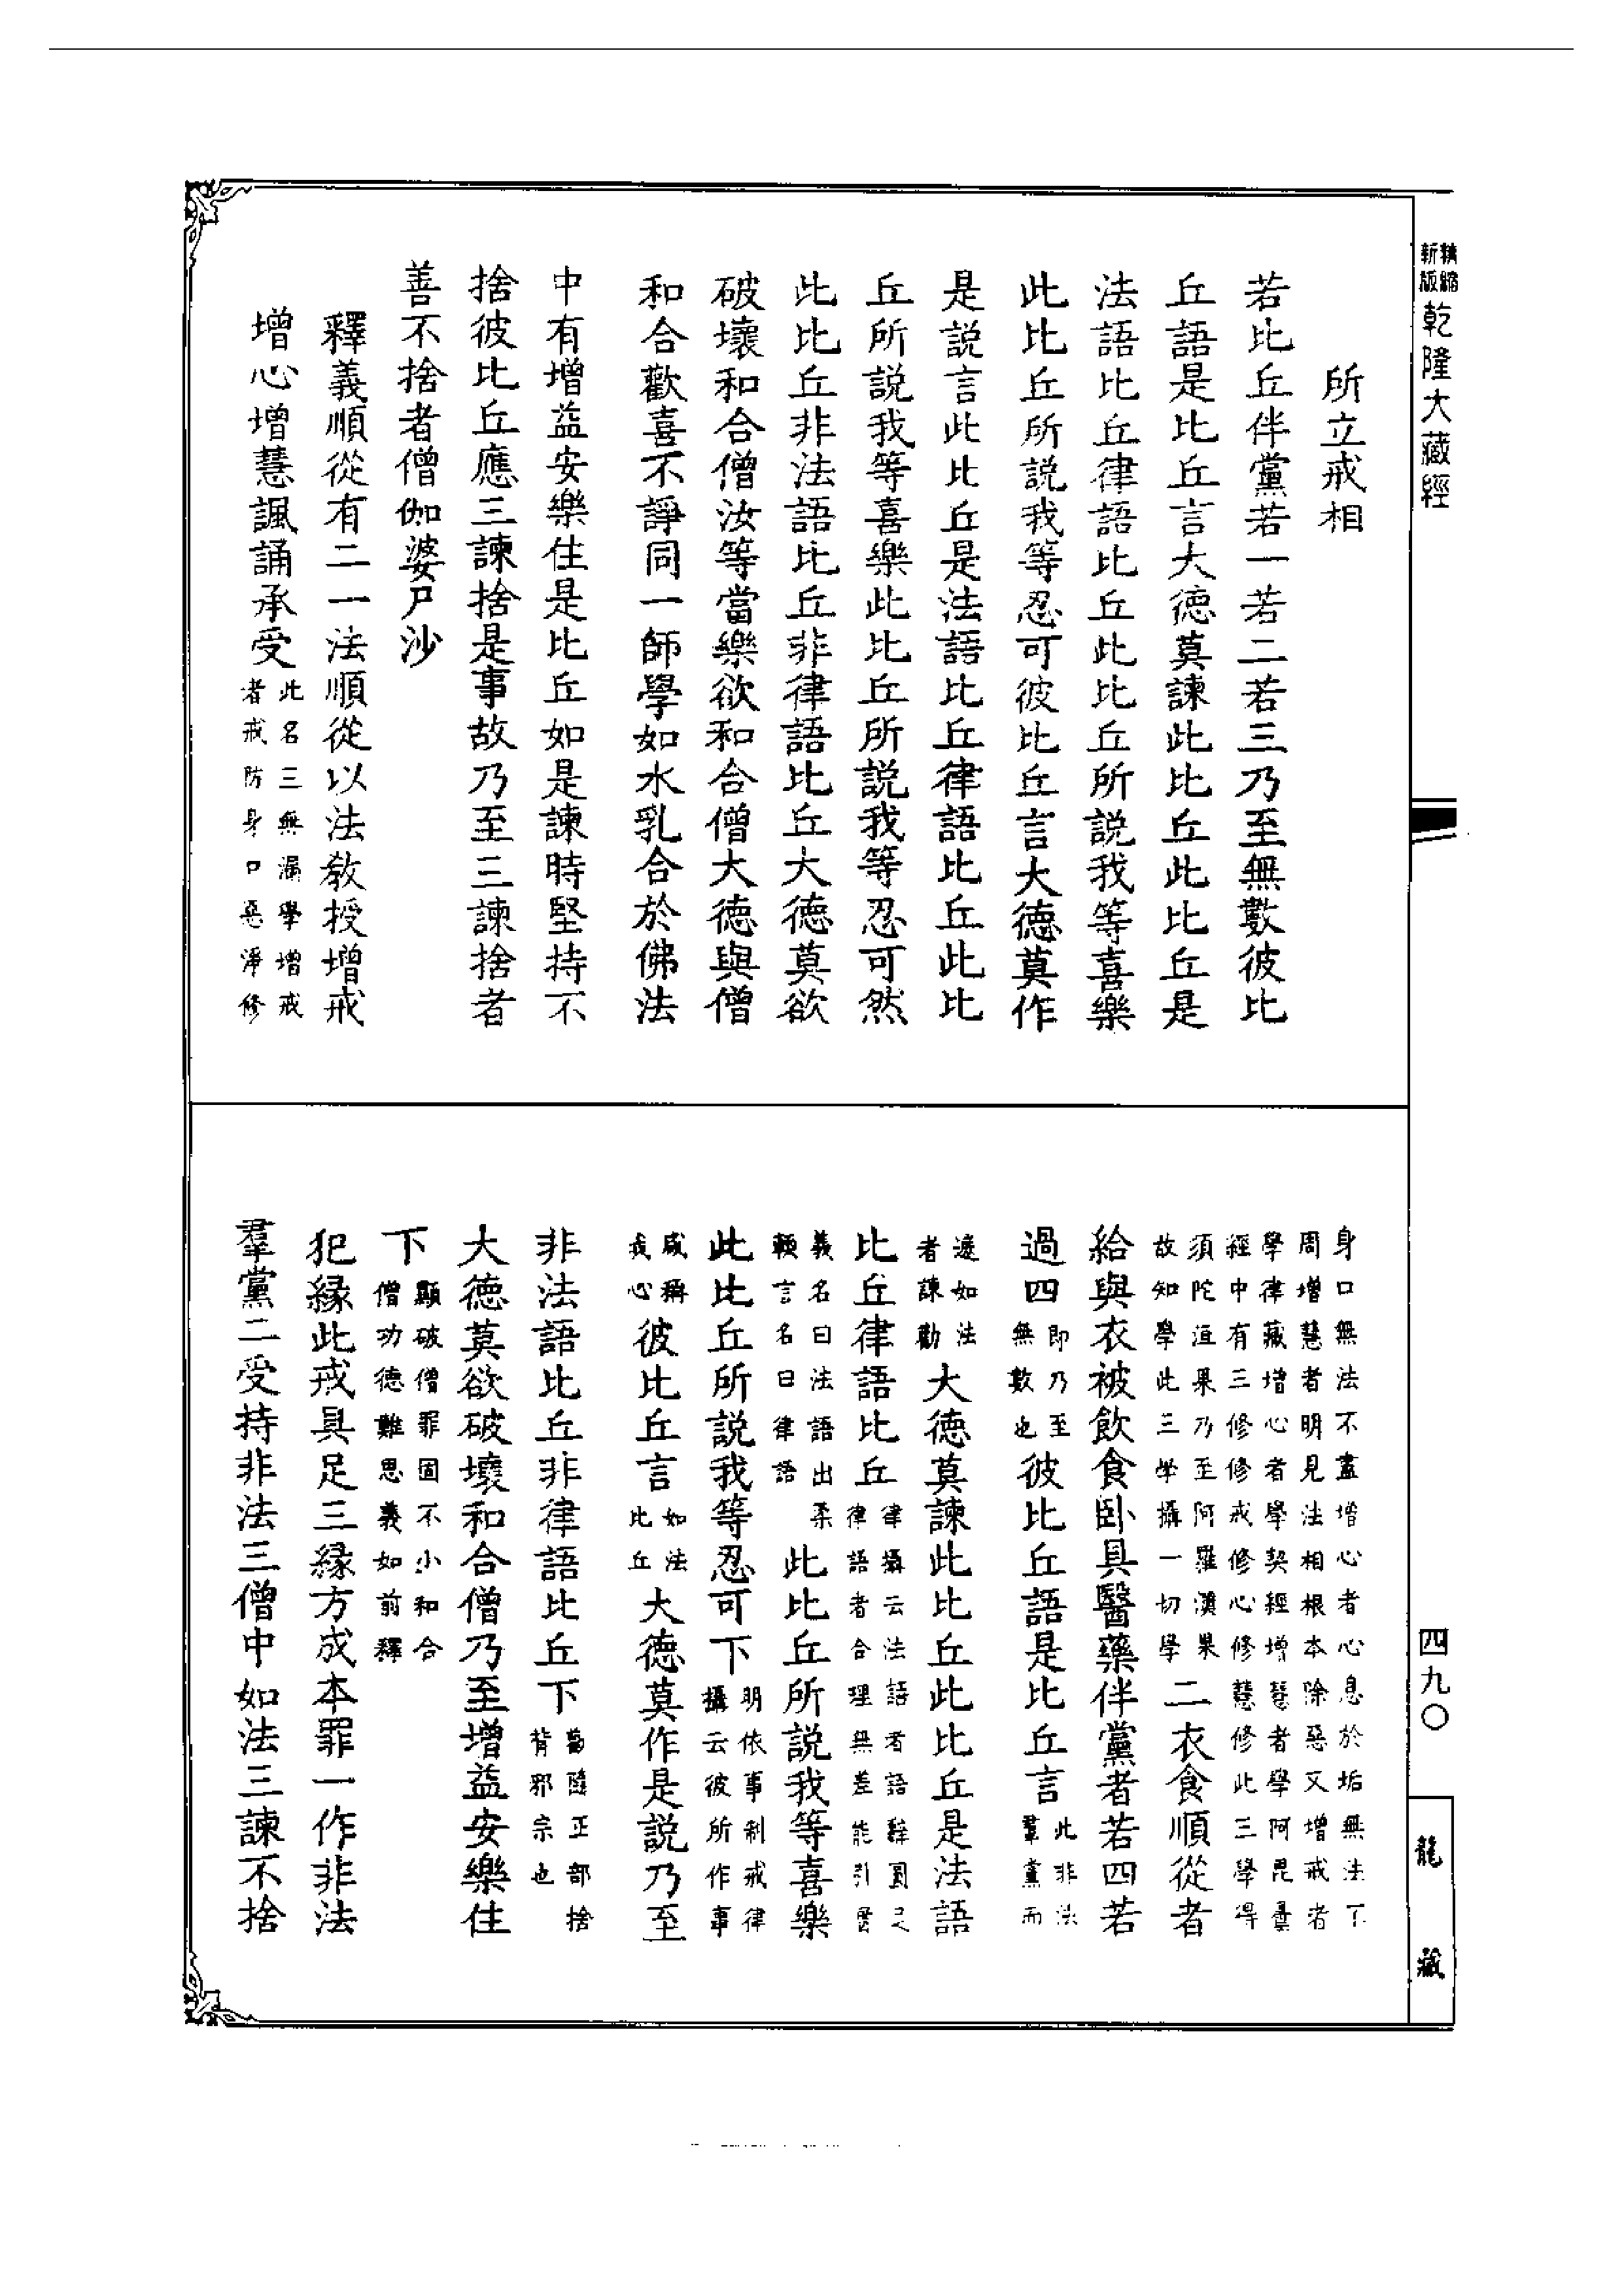 精縮
新版
乾隆大藏經
所立戒相
若比丘伴黨若一若二若三乃至無數彼比
丘語是比丘言大德莫諫此比丘此比丘是
法語比丘律語比丘此比丘所說我等喜樂
此比丘所說我等忍可彼比丘言大德莫作
是說言此比丘是法語比丘律語比丘此比
丘所說我等喜樂此比丘所說我等忍可然
此比丘非法語比丘非律語比丘大德莫欲
破壞和合僧汝等當樂欲和合僧大德與僧
和合歡喜不諍同一師學如水乳合於佛法
中有增益安樂住是比丘如是諫時堅持不
捨彼比丘應三諫捨是事故乃至三諫捨者
善不捨者僧伽婆尸沙
釋義順從有二一法順從以法教授增戒
增心增慧諷誦承受
此名三無漏學增戒
者戒防身口惡淨修
身口無法不盡增心者心息於垢無法不
周增慧者明見法相根本除惡又增戒者
學律藏增心者學契經增慧者學阿毘曇
經中有三修修戒修心修慧修此三學得
須陀洹果乃至阿羅漢果
故知學此三學攝一切學
二衣食順從者
給與衣被飲食卧具醫藥伴黨者若四若
過四
即乃至
無數也
彼比丘語是比丘言
此非法
羣黨而
遮如法
者諫勸
大德莫諫此比丘此比丘是法語
比丘律語比丘
律攝云法語者語辭圓足
律語者合理無差能引實
義名曰法語出柔
輭言名曰律語
此比丘所說我等喜樂
此比丘所說我等忍可下
明依事制戒律
攝云彼所作事
咸稱
我心
彼比丘言
如法
比丘
大德莫作是說乃至
非法語比丘非律語比丘下
勸隨正部捨
背邪宗也
大德莫欲破壞和合僧乃至增益安樂住
下
顯破僧罪固不小和合
僧功德難思義如前釋
犯緣此戒具足三緣方成本罪一作非法
羣黨二受持非法三僧中如法三諫不捨
四九〇
龍藏